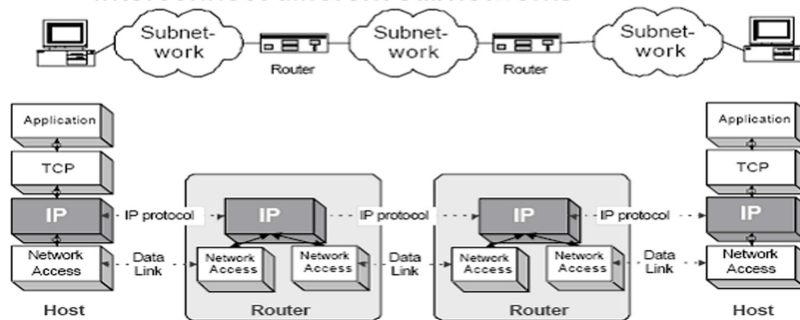 Subnet-
work
Subnet-
work
Subnet-
work
Router
Router
Application
Application
TCP
TCP
IP
IP protocol
IP
IP protocol
IP
IP protocol
IP
Network
Access
Data
Link
Network
Access
Network
Access
Data
Link
Network
Access
Network
Access
Data
Link
Network
Access
Host
Router
Router
Host